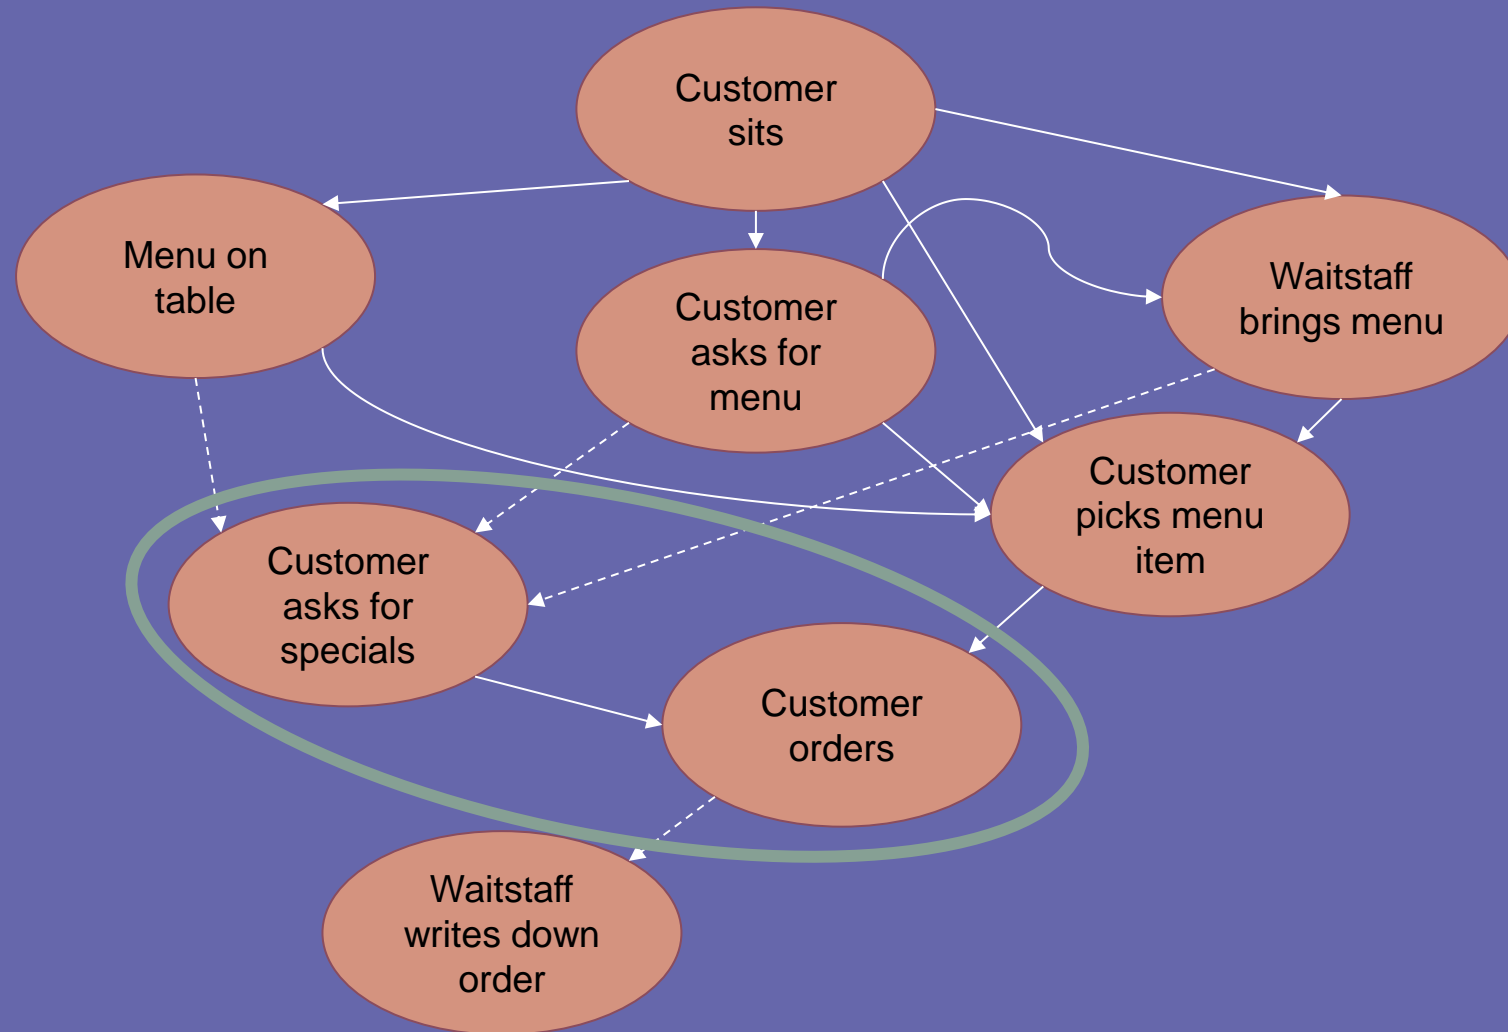 Customer
sits
Menu on
table
Customer
asks for
menu
Waitstaff
brings menu
Customer
picks menu
item
Customer
asks for
specials
Customer
orders
Waitstaff
writes down
order